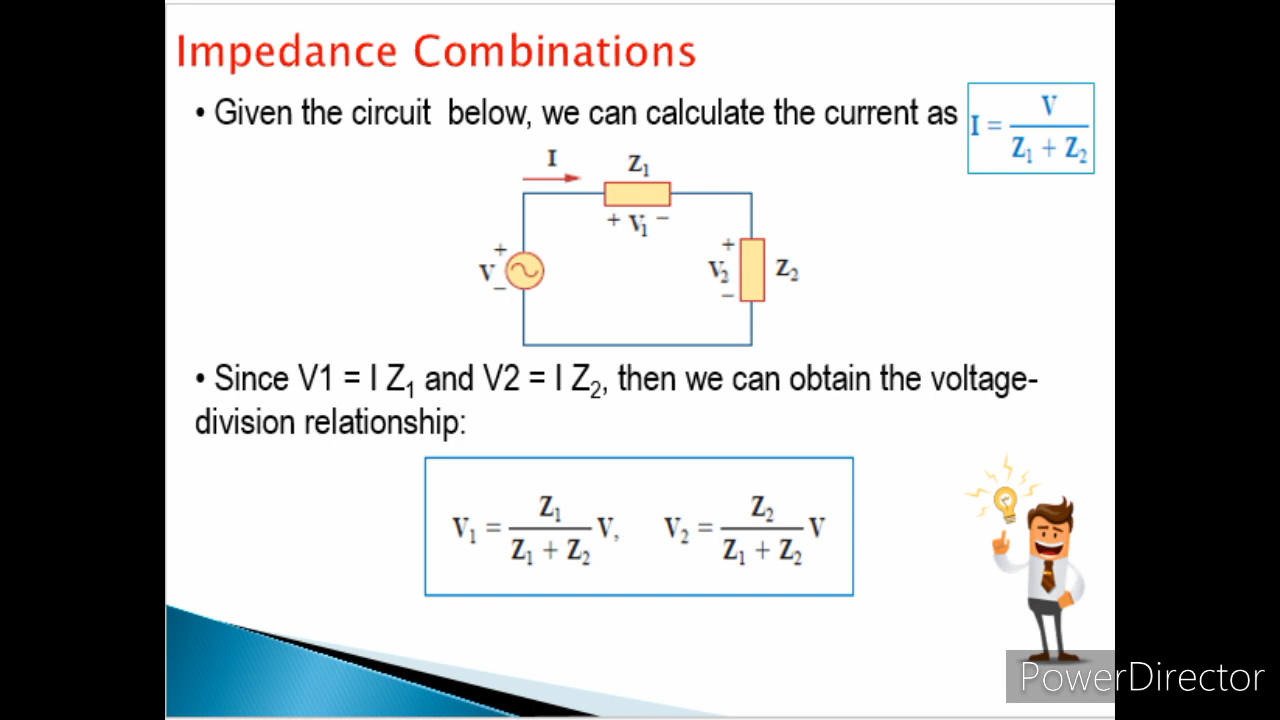 Impedance Combinations
• Given the circuit below, we can calculate the current as
I = V / (Z₁ + Z₂)
I
Z₁
+ V₁ −
+
V
−
+
V₂
−
Z₂
• Since V1 = I Z₁ and V2 = I Z₂, then we can obtain the voltage-
division relationship:
V₁ = Z₁ / (Z₁ + Z₂) V, V₂ = Z₂ / (Z₁ + Z₂) V
PowerDirector